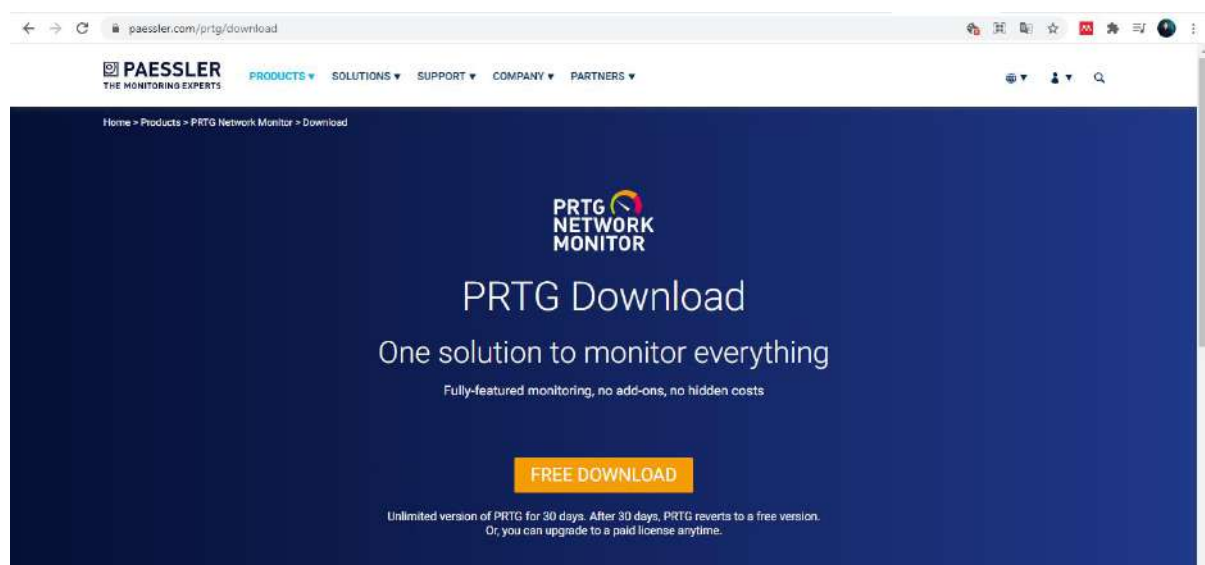 paessler.com/prtg/download
PAESSLER
THE MONITORING EXPERTS
PRODUCTS ▾ SOLUTIONS ▾ SUPPORT ▾ COMPANY ▾ PARTNERS ▾
Home > Products > PRTG Network Monitor > Download
PRTG
NETWORK
MONITOR
PRTG Download
One solution to monitor everything
Fully-featured monitoring, no add-ons, no hidden costs
FREE DOWNLOAD
Unlimited version of PRTG for 30 days. After 30 days, PRTG reverts to a free version.
Or, you can upgrade to a paid license anytime.